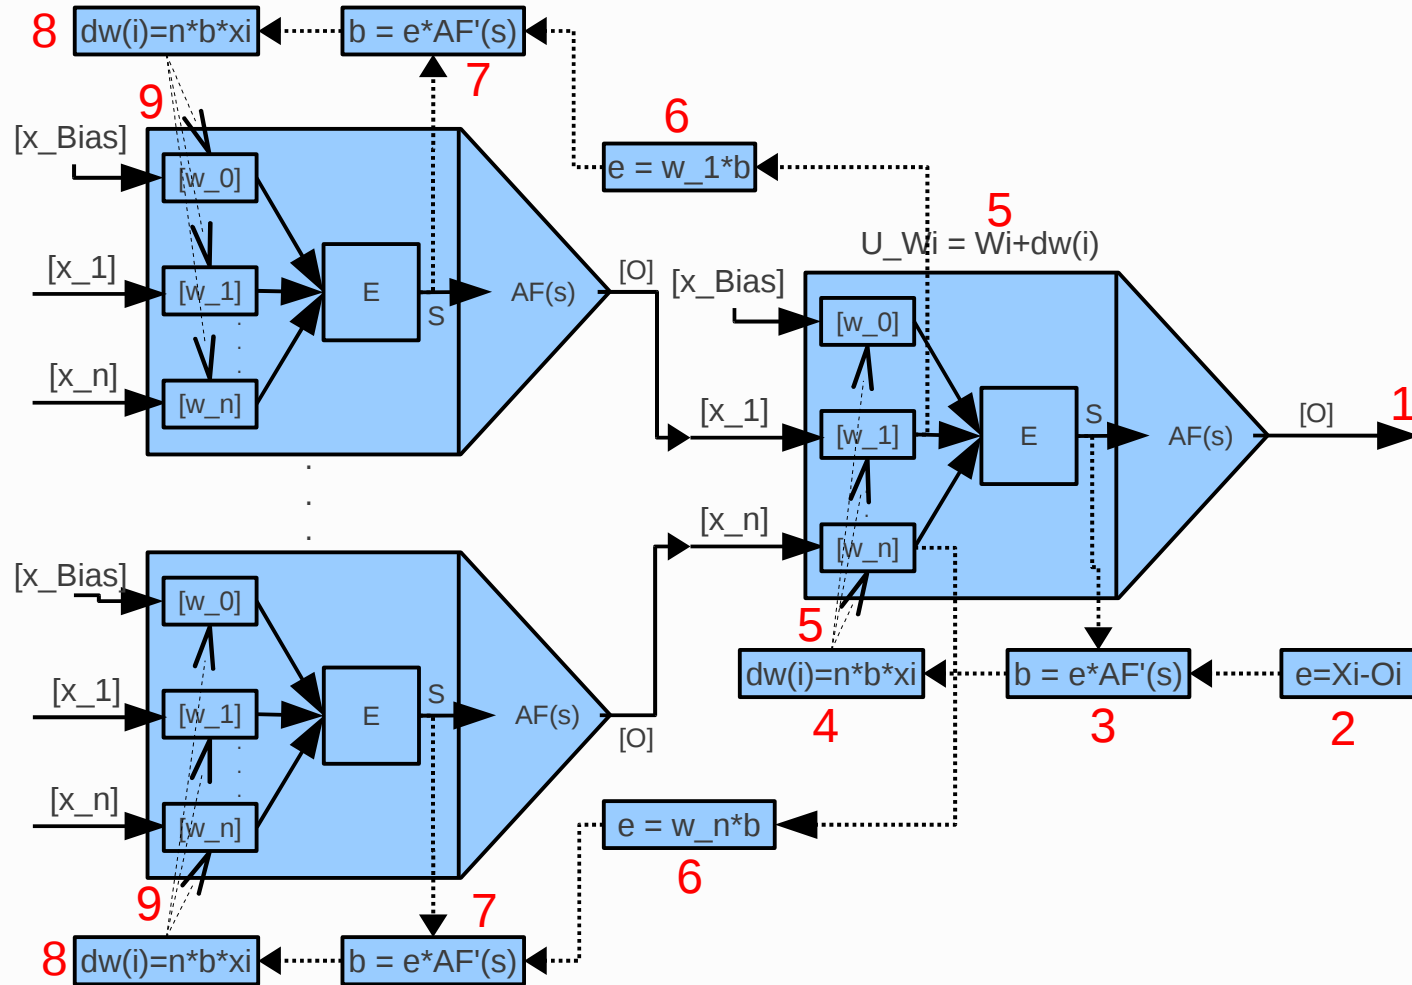 8
dw(i)=n*b*xi
b = e*AF'(s)
7
9
6
[x_Bias]
e = w_1*b
[w_0]
5
U_Wi = Wi+dw(i)
[x_1]
[w_1]
E
S
AF(s)
[O]
[x_Bias]
[w_0]
[x_n]
[w_n]
[x_1]
[w_1]
E
S
AF(s)
[O]
1
[x_n]
[w_n]
[x_Bias]
[w_0]
5
dw(i)=n*b*xi
b = e*AF'(s)
e=Xi-Oi
4
3
2
[x_1]
[w_1]
E
S
AF(s)
[O]
[x_n]
[w_n]
e = w_n*b
6
9
7
8
dw(i)=n*b*xi
b = e*AF'(s)